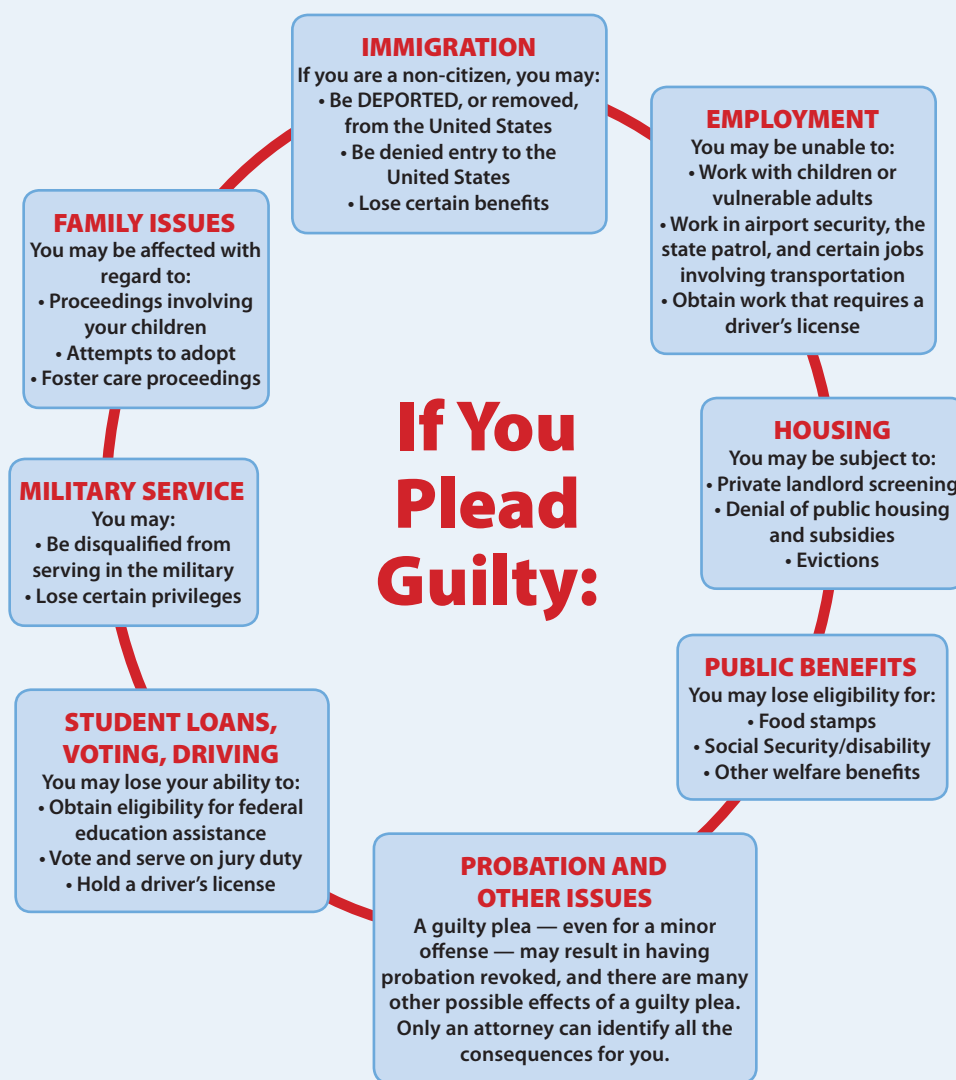 IMMIGRATION
If you are a non-citizen, you may:
• Be DEPORTED, or removed,
from the United States
• Be denied entry to the
United States
• Lose certain benefits
EMPLOYMENT
You may be unable to:
• Work with children or
vulnerable adults
• Work in airport security, the
state patrol, and certain jobs
involving transportation
• Obtain work that requires a
driver’s license
FAMILY ISSUES
You may be affected with
regard to:
• Proceedings involving
your children
• Attempts to adopt
• Foster care proceedings
If You
Plead
Guilty:
HOUSING
You may be subject to:
• Private landlord screening
• Denial of public housing
and subsidies
• Evictions
MILITARY SERVICE
You may:
• Be disqualified from
serving in the military
• Lose certain privileges
PUBLIC BENEFITS
You may lose eligibility for:
• Food stamps
• Social Security/disability
• Other welfare benefits
STUDENT LOANS,
VOTING, DRIVING
You may lose your ability to:
• Obtain eligibility for federal
education assistance
• Vote and serve on jury duty
• Hold a driver’s license
PROBATION AND
OTHER ISSUES
A guilty plea — even for a minor
offense — may result in having
probation revoked, and there are many
other possible effects of a guilty plea.
Only an attorney can identify all the
consequences for you.